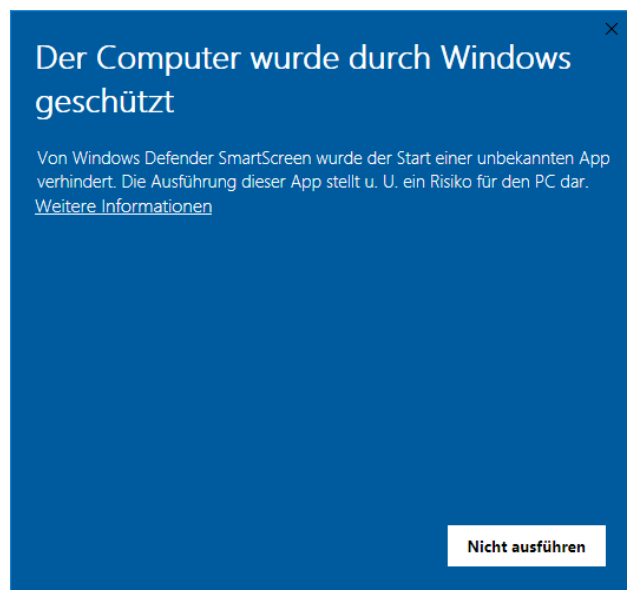 Der Computer wurde durch Windows
geschützt
Von Windows Defender SmartScreen wurde der Start einer unbekannten App
verhindert. Die Ausführung dieser App stellt u. U. ein Risiko für den PC dar.
Weitere Informationen
Nicht ausführen